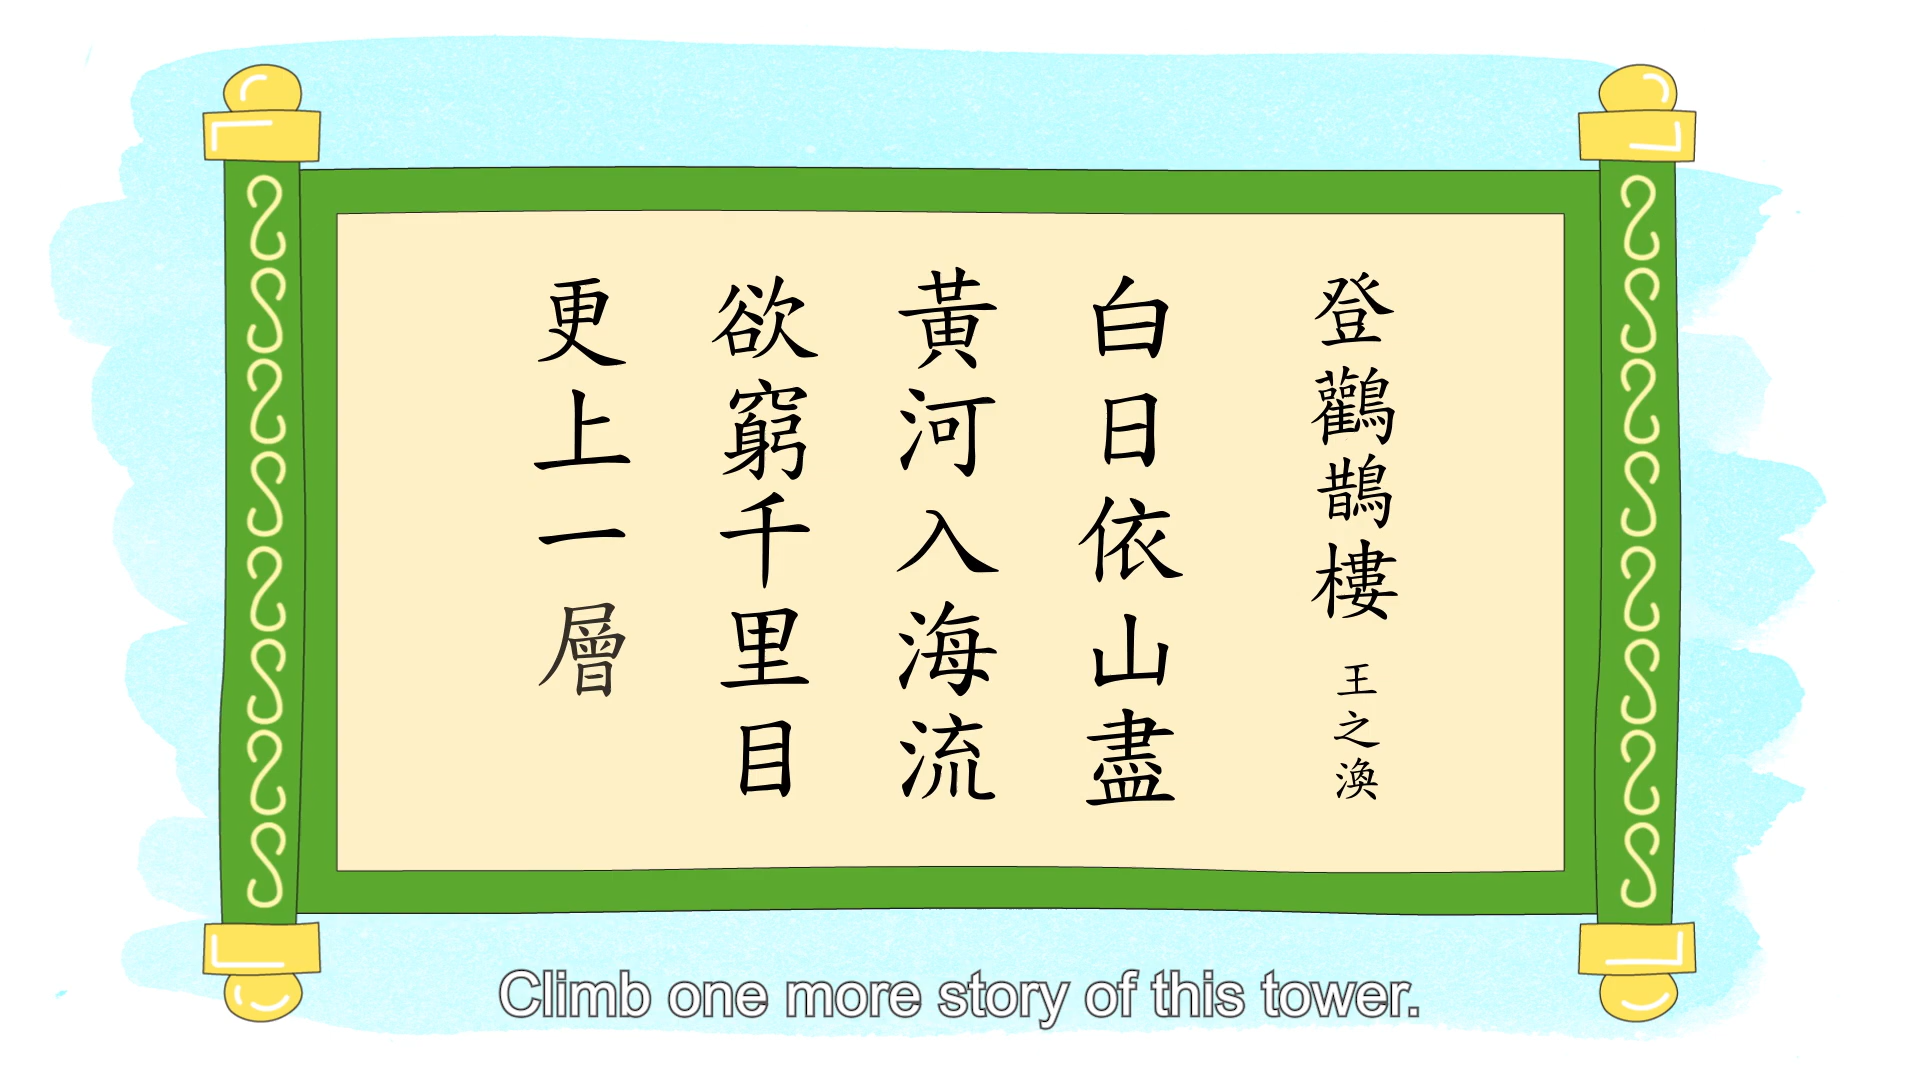 登鸛鵲樓 王之渙
白日依山盡
黃河入海流
欲窮千里目
更上一層
Climb one more story of this tower.